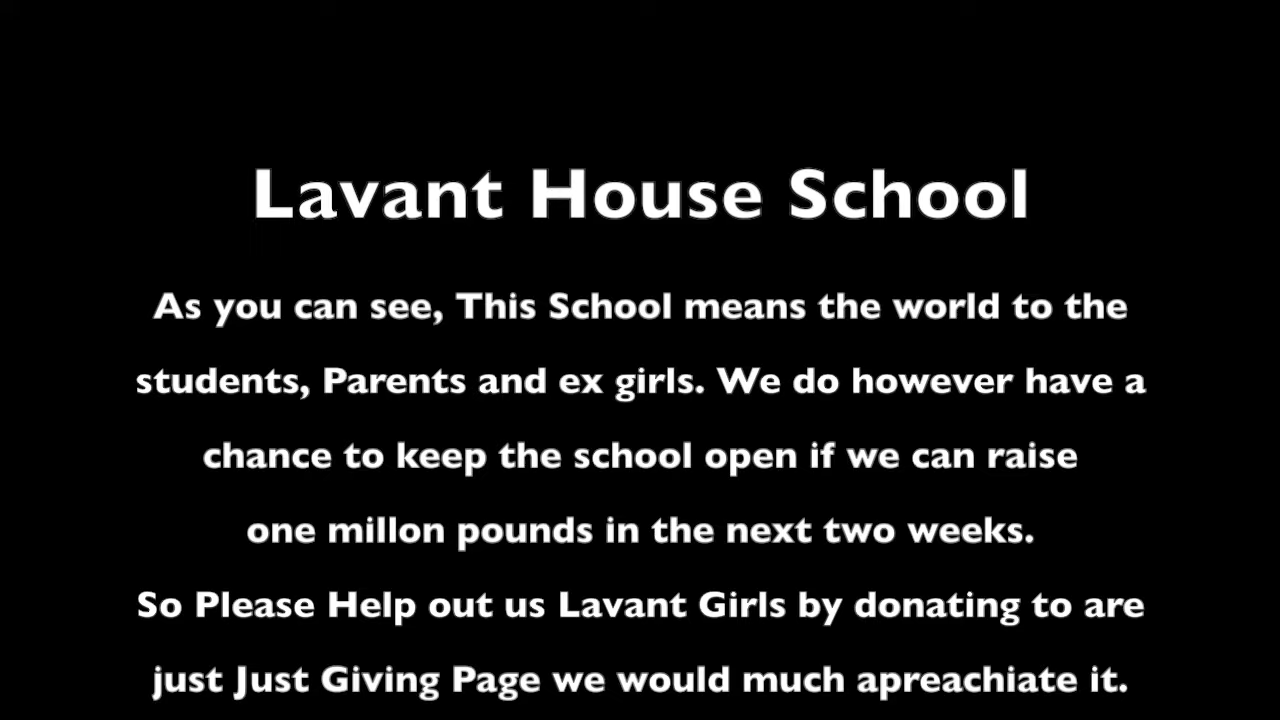 Lavant House School
As you can see, This School means the world to the
students, Parents and ex girls. We do however have a
chance to keep the school open if we can raise
one millon pounds in the next two weeks.
So Please Help out us Lavant Girls by donating to are
just Just Giving Page we would much apreachiate it.